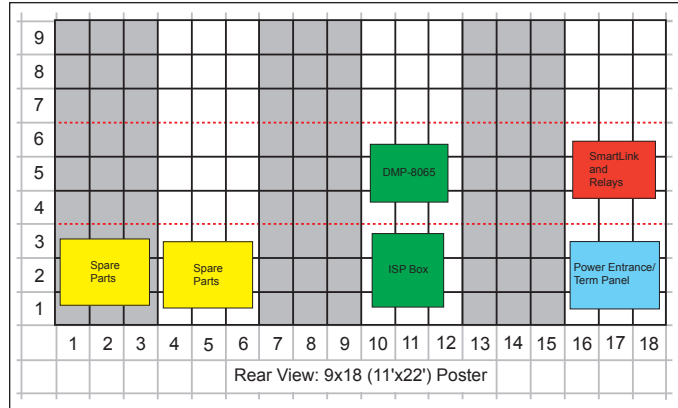 9
8
7
6
5
4
3
2
1
DMP-8065
SmartLink
and
Relays
Spare
Parts
Spare
Parts
ISP Box
Power Entrance/
Term Panel
1 2 3 4 5 6 7 8 9 10 11 12 13 14 15 16 17 18
Rear View: 9x18 (11'x22') Poster